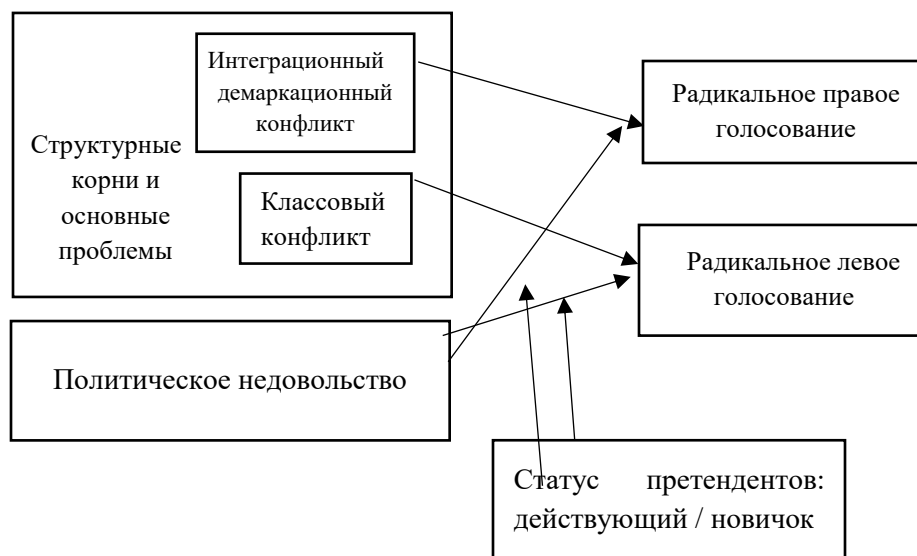 Интеграционный
демаркационный
конфликт
Структурные
корни и
основные
проблемы
Классовый
конфликт
Радикальное правое
голосование
Радикальное левое
голосование
Политическое недовольство
Статус претендентов:
действующий / новичок